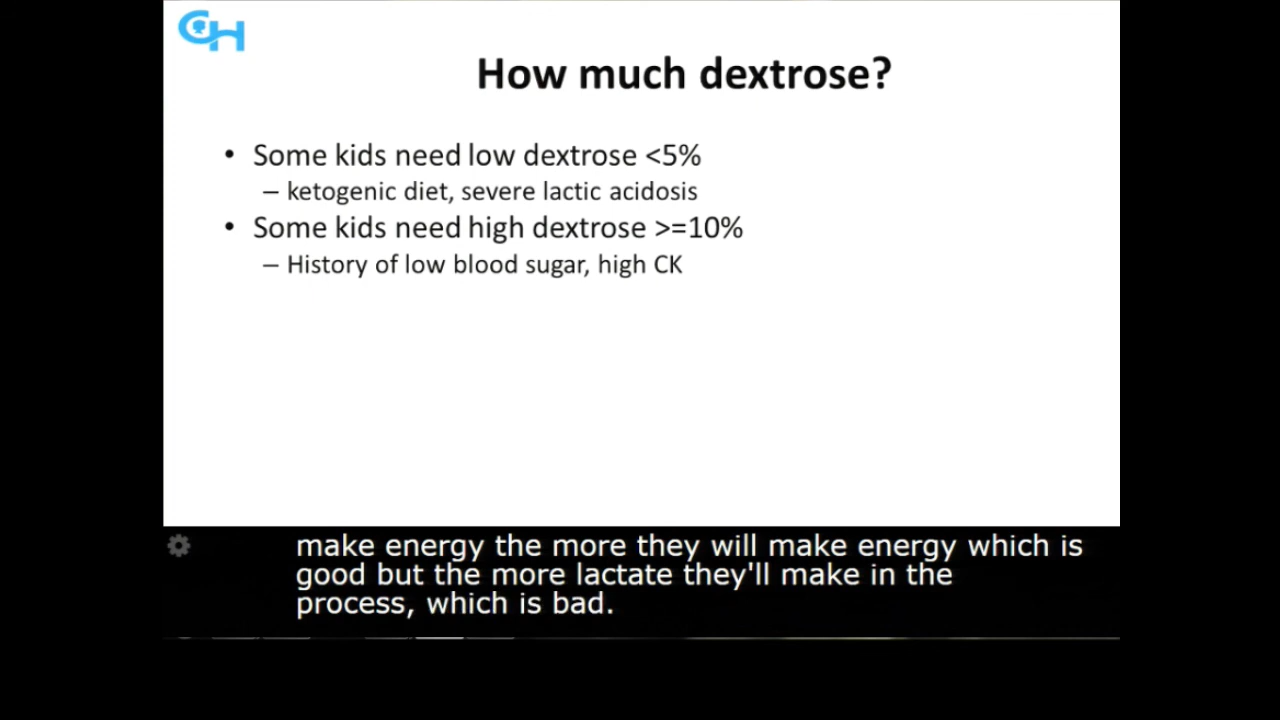 CH
How much dextrose?
• Some kids need low dextrose <5%
– ketogenic diet, severe lactic acidosis
• Some kids need high dextrose >=10%
– History of low blood sugar, high CK
make energy the more they will make energy which is
good but the more lactate they'll make in the
process, which is bad.